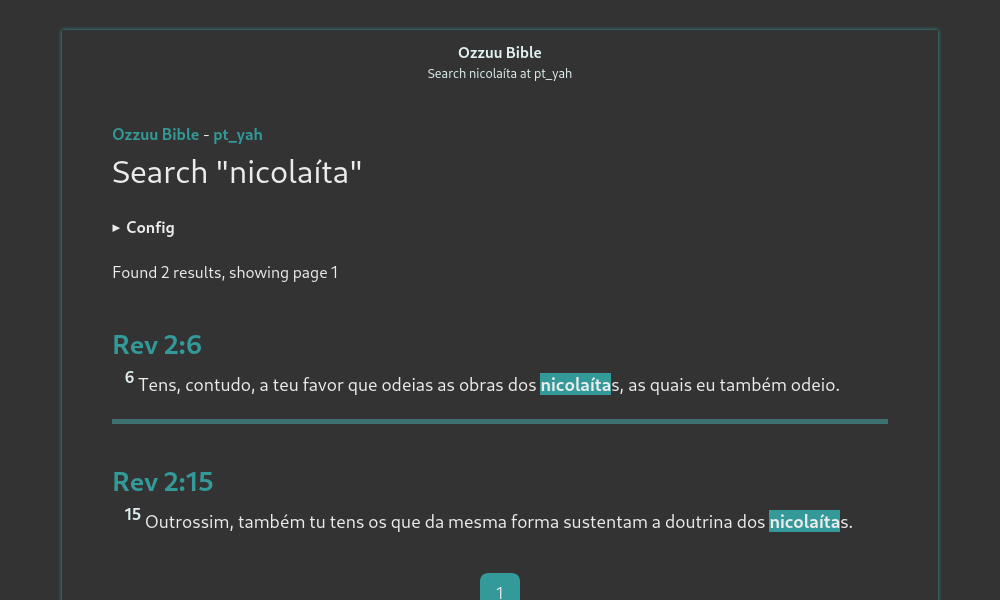 Ozzuu Bible
Search nicolaíta at pt_yah
Ozzuu Bible - pt_yah
Search "nicolaíta"
▸ Config
Found 2 results, showing page 1
Rev 2:6
6 Tens, contudo, a teu favor que odeias as obras dos nicolaítas, as quais eu também odeio.
Rev 2:15
15 Outrossim, também tu tens os que da mesma forma sustentam a doutrina dos nicolaítas.
1